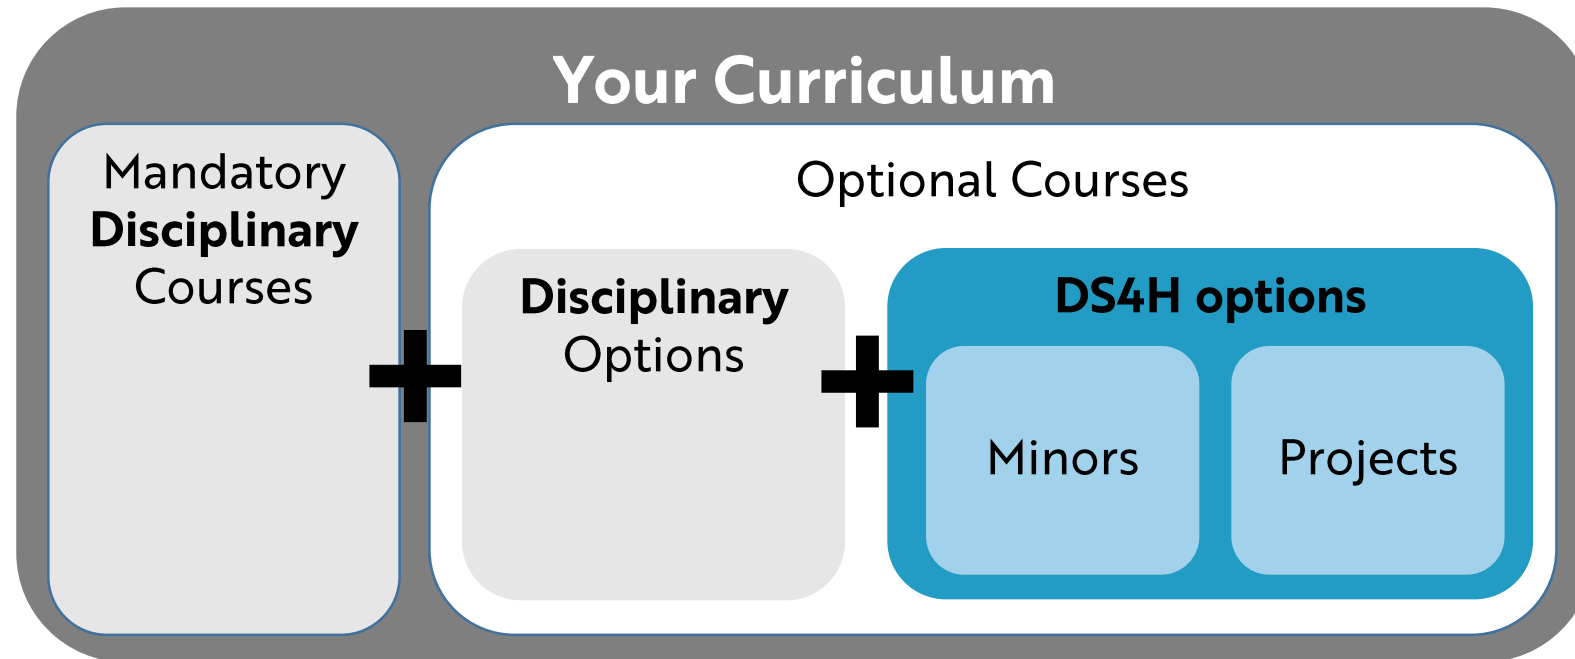 Your Curriculum
Mandatory
Disciplinary
Courses
Optional Courses
Disciplinary
Options
DS4H options
Minors
Projects